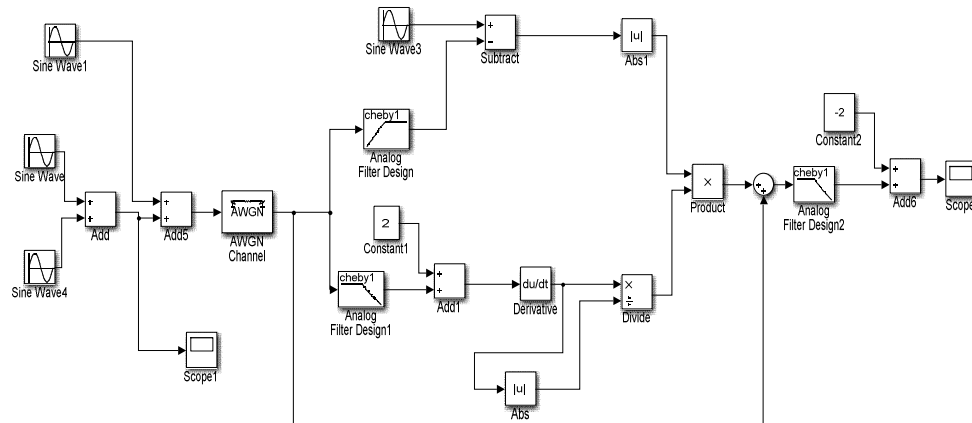 Sine Wave1
Sine Wave
Sine Wave4
+
+
Add
+
+
Add5
AWGN
AWGN
Channel
Scope1
Sine Wave3
+
−
Subtract
|u|
Abs1
cheby1
Analog
Filter Design
2
Constant1
cheby1
Analog
Filter Design1
+
+
Add1
du/dt
Derivative
|u|
Abs
×
÷
Divide
×
Product
+
+
cheby1
Analog
Filter Design2
-2
Constant2
+
+
Add6
Scope